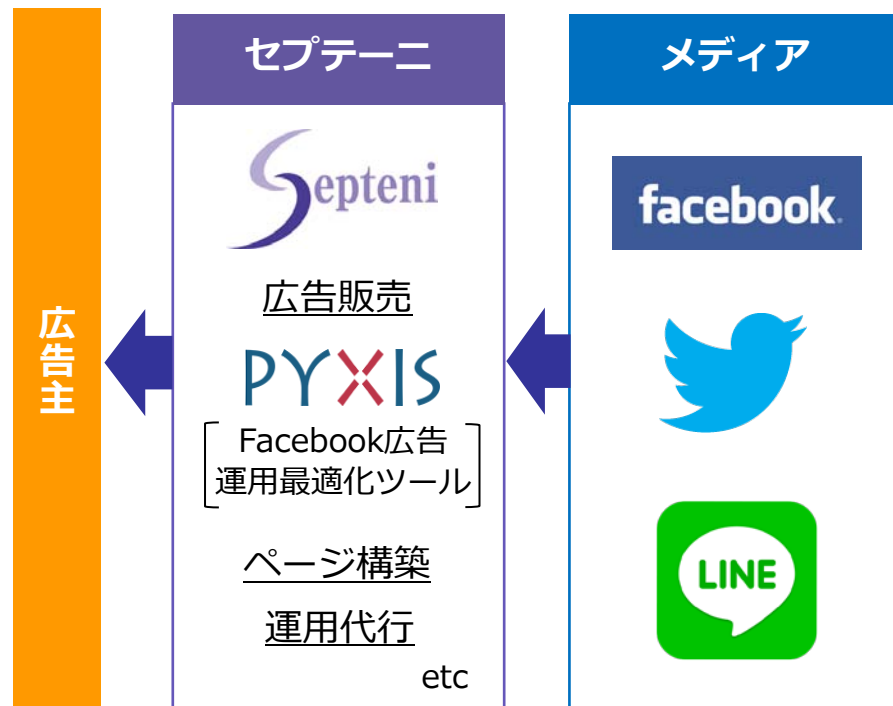 広告主
セプテーニ
Septeni
広告販売
PYXIS
Facebook広告
運用最適化ツール
ページ構築
運用代行
etc
メディア
facebook.
LINE